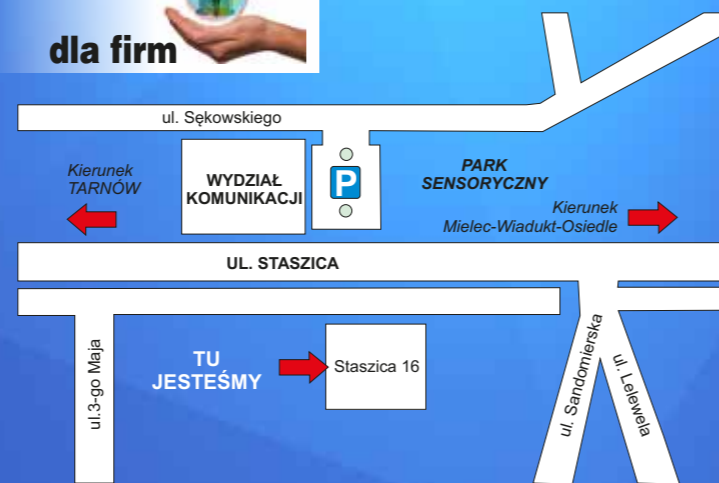 dla firm
ul. Sękowskiego
Kierunek
TARNÓW
WYDZIAŁ
KOMUNIKACJI
P
PARK
SENSORYCZNY
Kierunek
Mielec-Wiadukt-Osiedle
UL. STASZICA
ul.3-go Maja
TU
JESTEŚMY
Staszica 16
ul. Sandomierska
ul. Lelewela